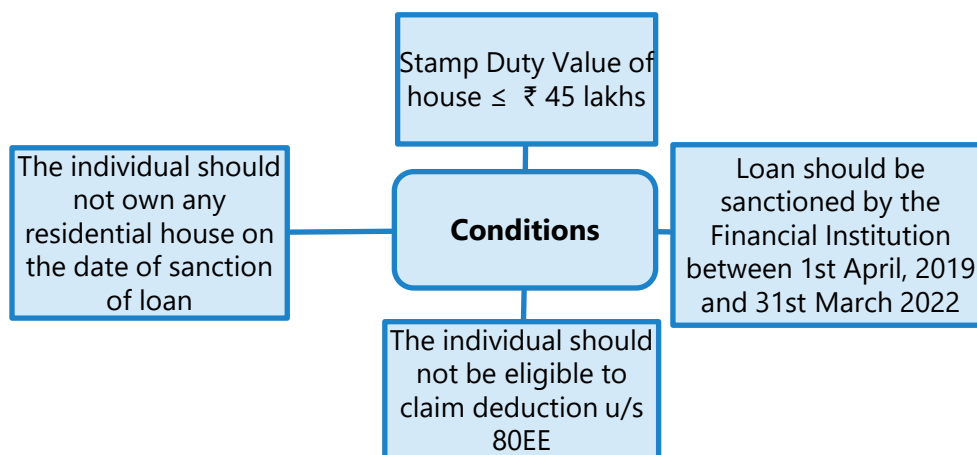 Stamp Duty Value of
house ≤ ₹ 45 lakhs
The individual should
not own any
residential house on
the date of sanction
of loan
Conditions
Loan should be
sanctioned by the
Financial Institution
between 1st April, 2019
and 31st March 2022
The individual should
not be eligible to
claim deduction u/s
80EE